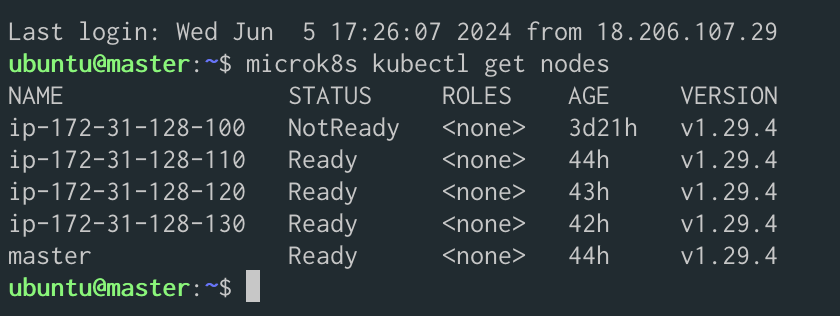 Last login: Wed Jun  5 17:26:07 2024 from 18.206.107.29
ubuntu@master:~$ microk8s kubectl get nodes
NAME                STATUS     ROLES    AGE     VERSION
ip-172-31-128-100   NotReady   <none>   3d21h   v1.29.4
ip-172-31-128-110   Ready      <none>   44h     v1.29.4
ip-172-31-128-120   Ready      <none>   43h     v1.29.4
ip-172-31-128-130   Ready      <none>   42h     v1.29.4
master              Ready      <none>   44h     v1.29.4
ubuntu@master:~$